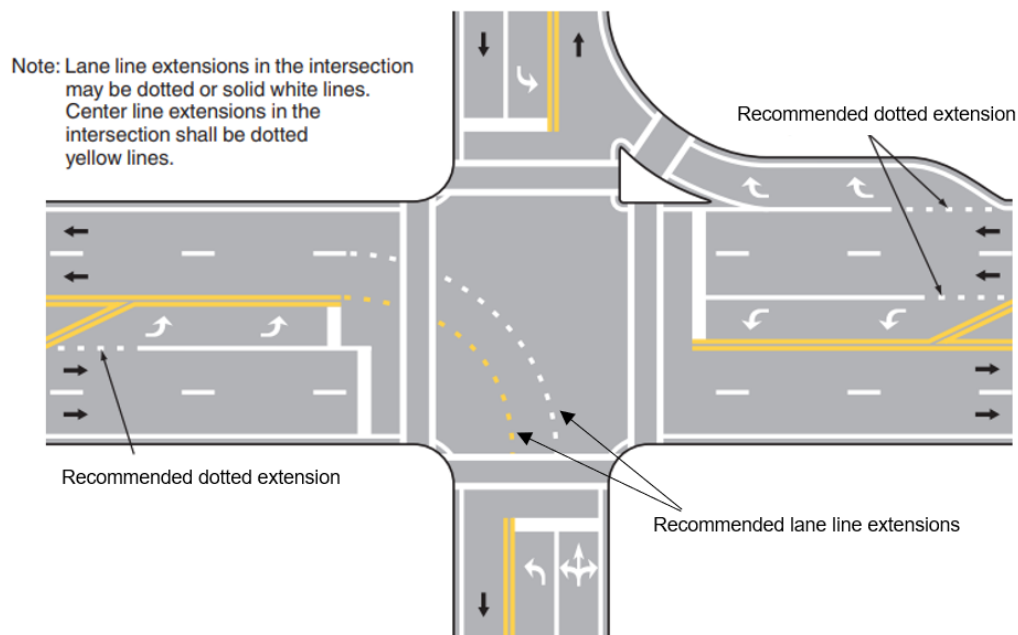 Note: Lane line extensions in the intersection
may be dotted or solid white lines.
Center line extensions in the
intersection shall be dotted
yellow lines.
Recommended dotted extension
Recommended dotted extension
Recommended lane line extensions